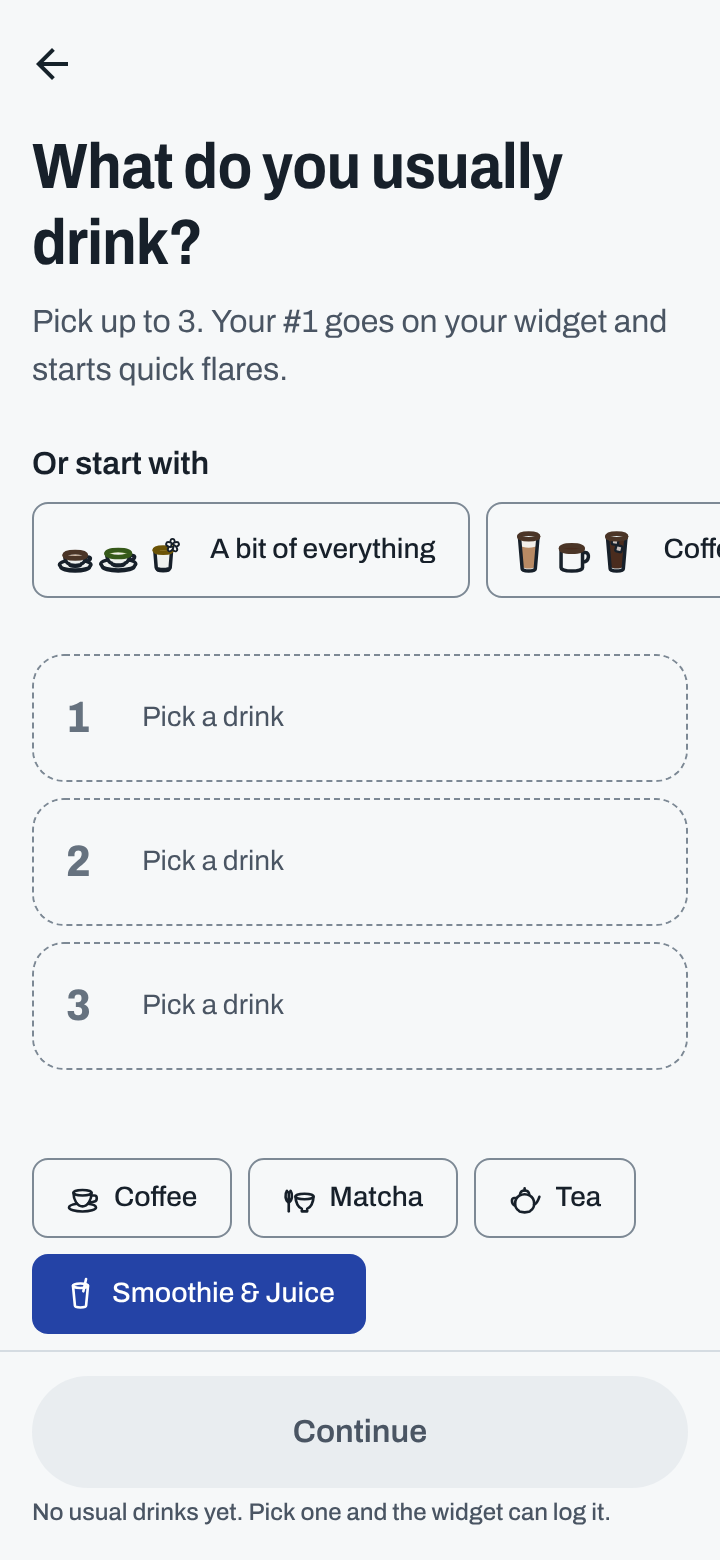 What do you usually
drink?
Pick up to 3. Your #1 goes on your widget and
starts quick flares.
Or start with
A bit of everything
Coffe
1 Pick a drink
2 Pick a drink
3 Pick a drink
Coffee Matcha Tea
Smoothie & Juice
Continue
No usual drinks yet. Pick one and the widget can log it.